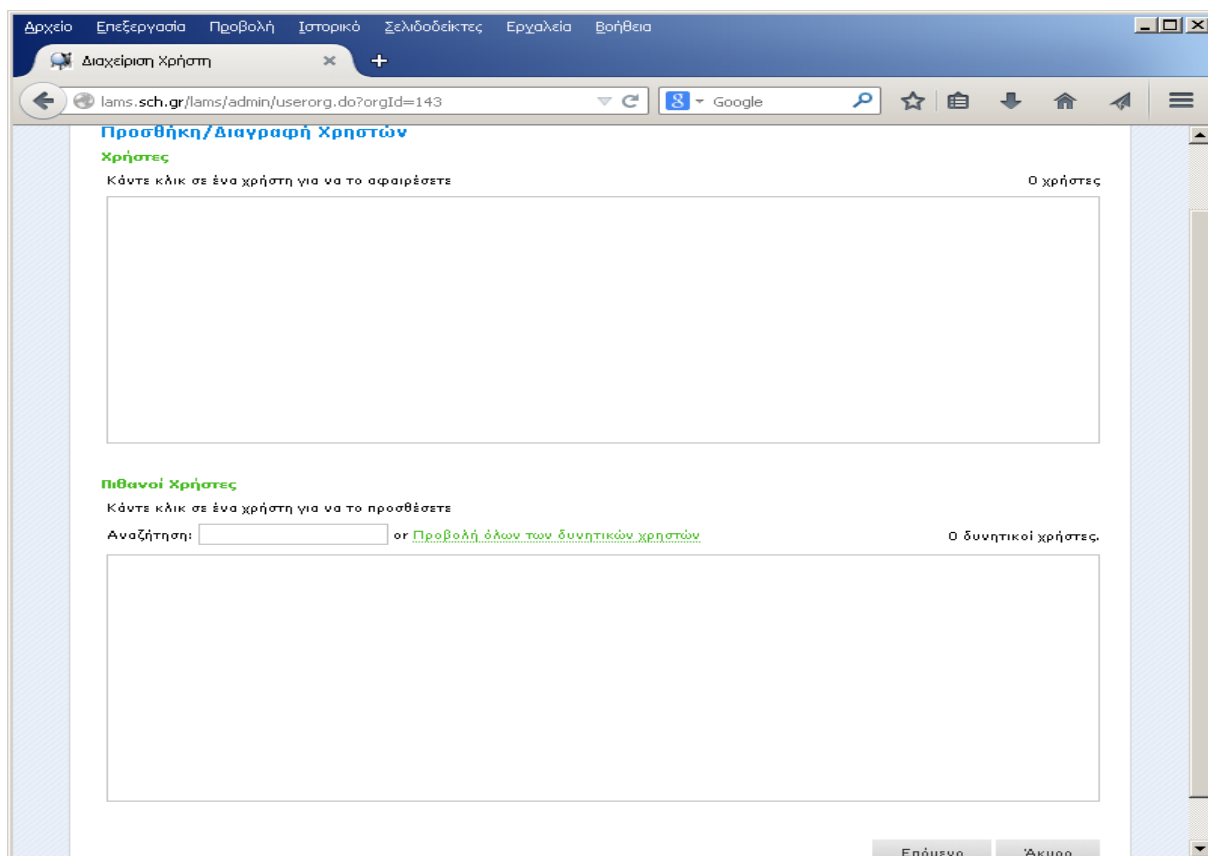 Αρχείο Επεξεργασία Προβολή Ιστορικό Σελιδοδείκτες Εργαλεία Βοήθεια
Διαχείριση Χρήστη
lams.sch.gr/lams/admin/userorg.do?orgId=143 8 Google
Προσθήκη/Διαγραφή Χρηστών
Χρήστες
Κάντε κλικ σε ένα χρήστη για να το αφαιρέσετε 0 χρήστες
Πιθανοί Χρήστες
Κάντε κλικ σε ένα χρήστη για να το προσθέσετε
Αναζήτηση: or Προβολή όλων των δυνητικών χρηστών 0 δυνητικοί χρήστες.
Επόμενο Άκυρο